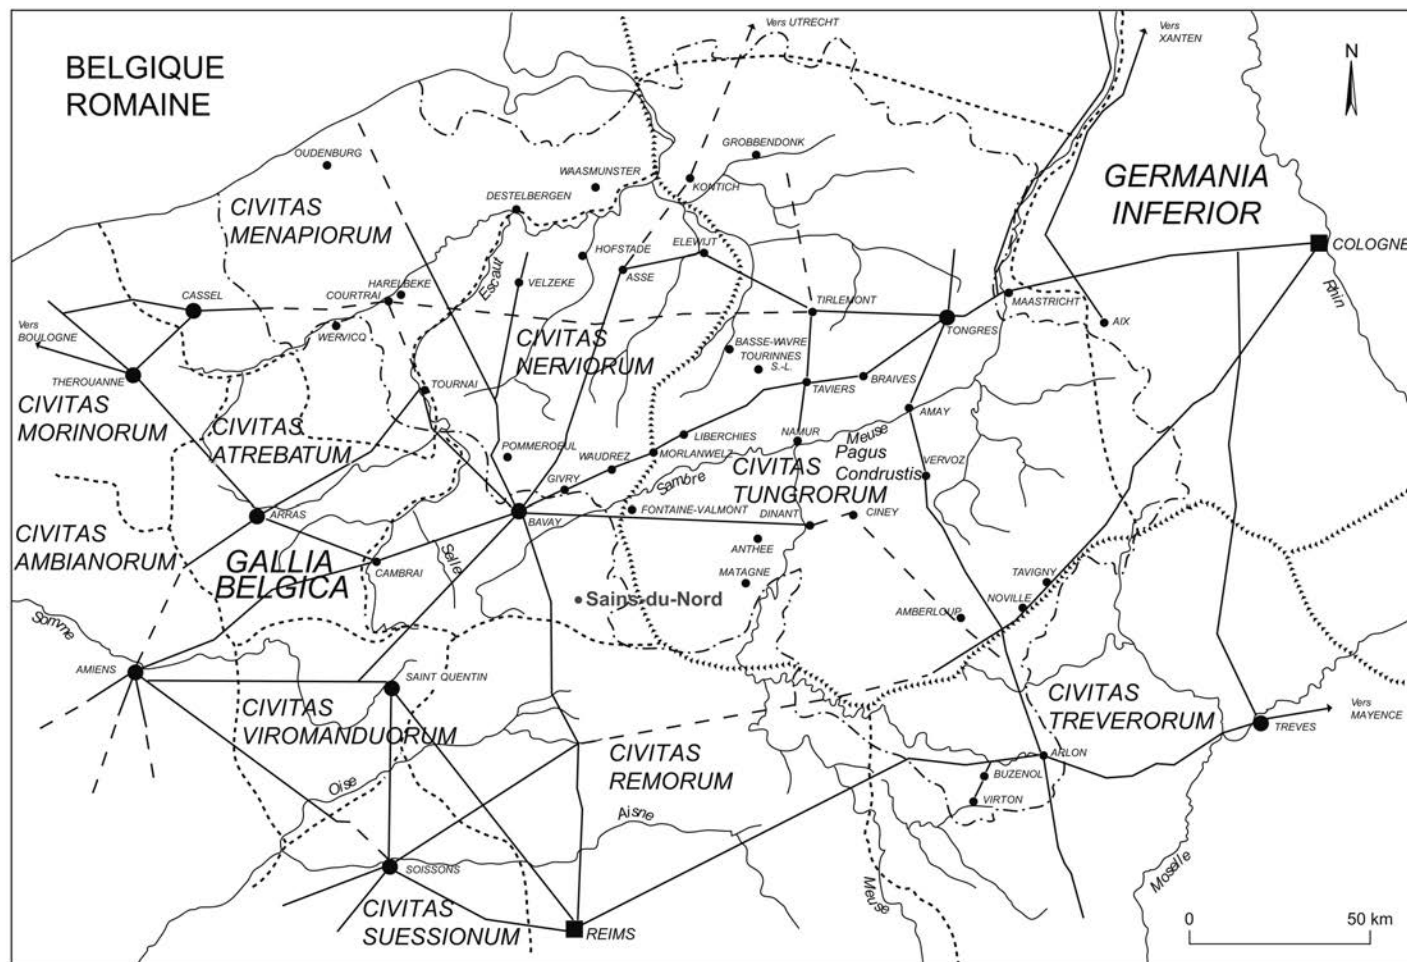 BELGIQUE
ROMAINE
Vers UTRECHT
Vers
XANTEN
N
OUDENBURG
WAASMUNSTER
GROBBENDONK
KONTICH
DESTELBERGEN
GERMANIA
INFERIOR
CIVITAS
MENAPIORUM
COLOGNE
Rhin
Escaut
HOFSTADE
ELEWIJT
ASSE
VELZEKE
HARELBEKE
COURTRAI
CASSEL
WERVICQ
TIRLEMONT
TONGRES
MAASTRICHT
AIX
Vers
BOULOGNE
THEROUANNE
CIVITAS
NERVIORUM
BASSE-WAVRE
TOURINNES
S.-L.
TAVIERS
BRAIVES
TOURNAI
CIVITAS
MORINORUM
CIVITAS
ATREBATUM
AMAY
Meuse
NAMUR
LIBERCHIES
POMMEROEUL
WAUDREZ
MORLANWELZ
GIVRY
Sambre
Pagus
Condrustis
VERVOZ
CIVITAS
TUNGRORUM
FONTAINE-VALMONT
DINANT
CINEY
ARRAS
BAVAY
CIVITAS
AMBIANORUM
GALLIA
BELGICA
CAMBRAI
Selle
ANTHEE
MATAGNE
Sains-du-Nord
TAVIGNY
NOVILLE
AMBERLOUP
Somme
AMIENS
SAINT QUENTIN
CIVITAS
VIROMANDUORUM
CIVITAS
TREVERORUM
Vers
MAYENCE
TREVES
CIVITAS
REMORUM
ARLON
BUZENOL
VIRTON
Oise
Aisne
SOISSONS
Meuse
Moselle
CIVITAS
SUESSIONUM
REIMS
0 50 km